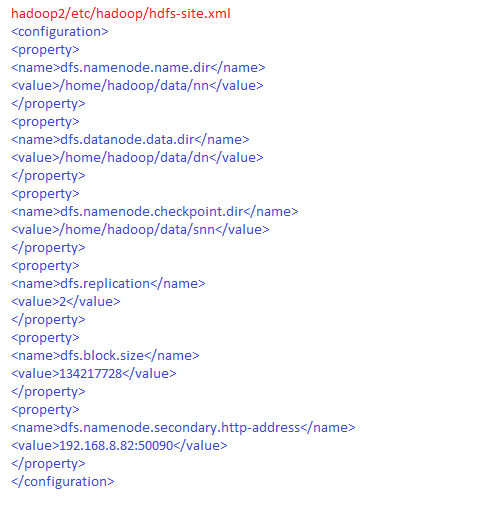 hadoop2/etc/hadoop/hdfs-site.xml
<configuration>
<property>
<name>dfs.namenode.name.dir</name>
<value>/home/hadoop/data/nn</value>
</property>
<property>
<name>dfs.datanode.data.dir</name>
<value>/home/hadoop/data/dn</value>
</property>
<property>
<name>dfs.namenode.checkpoint.dir</name>
<value>/home/hadoop/data/snn</value>
</property>
<property>
<name>dfs.replication</name>
<value>2</value>
</property>
<property>
<name>dfs.block.size</name>
<value>134217728</value>
</property>
<property>
<name>dfs.namenode.secondary.http-address</name>
<value>192.168.8.82:50090</value>
</property>
</configuration>